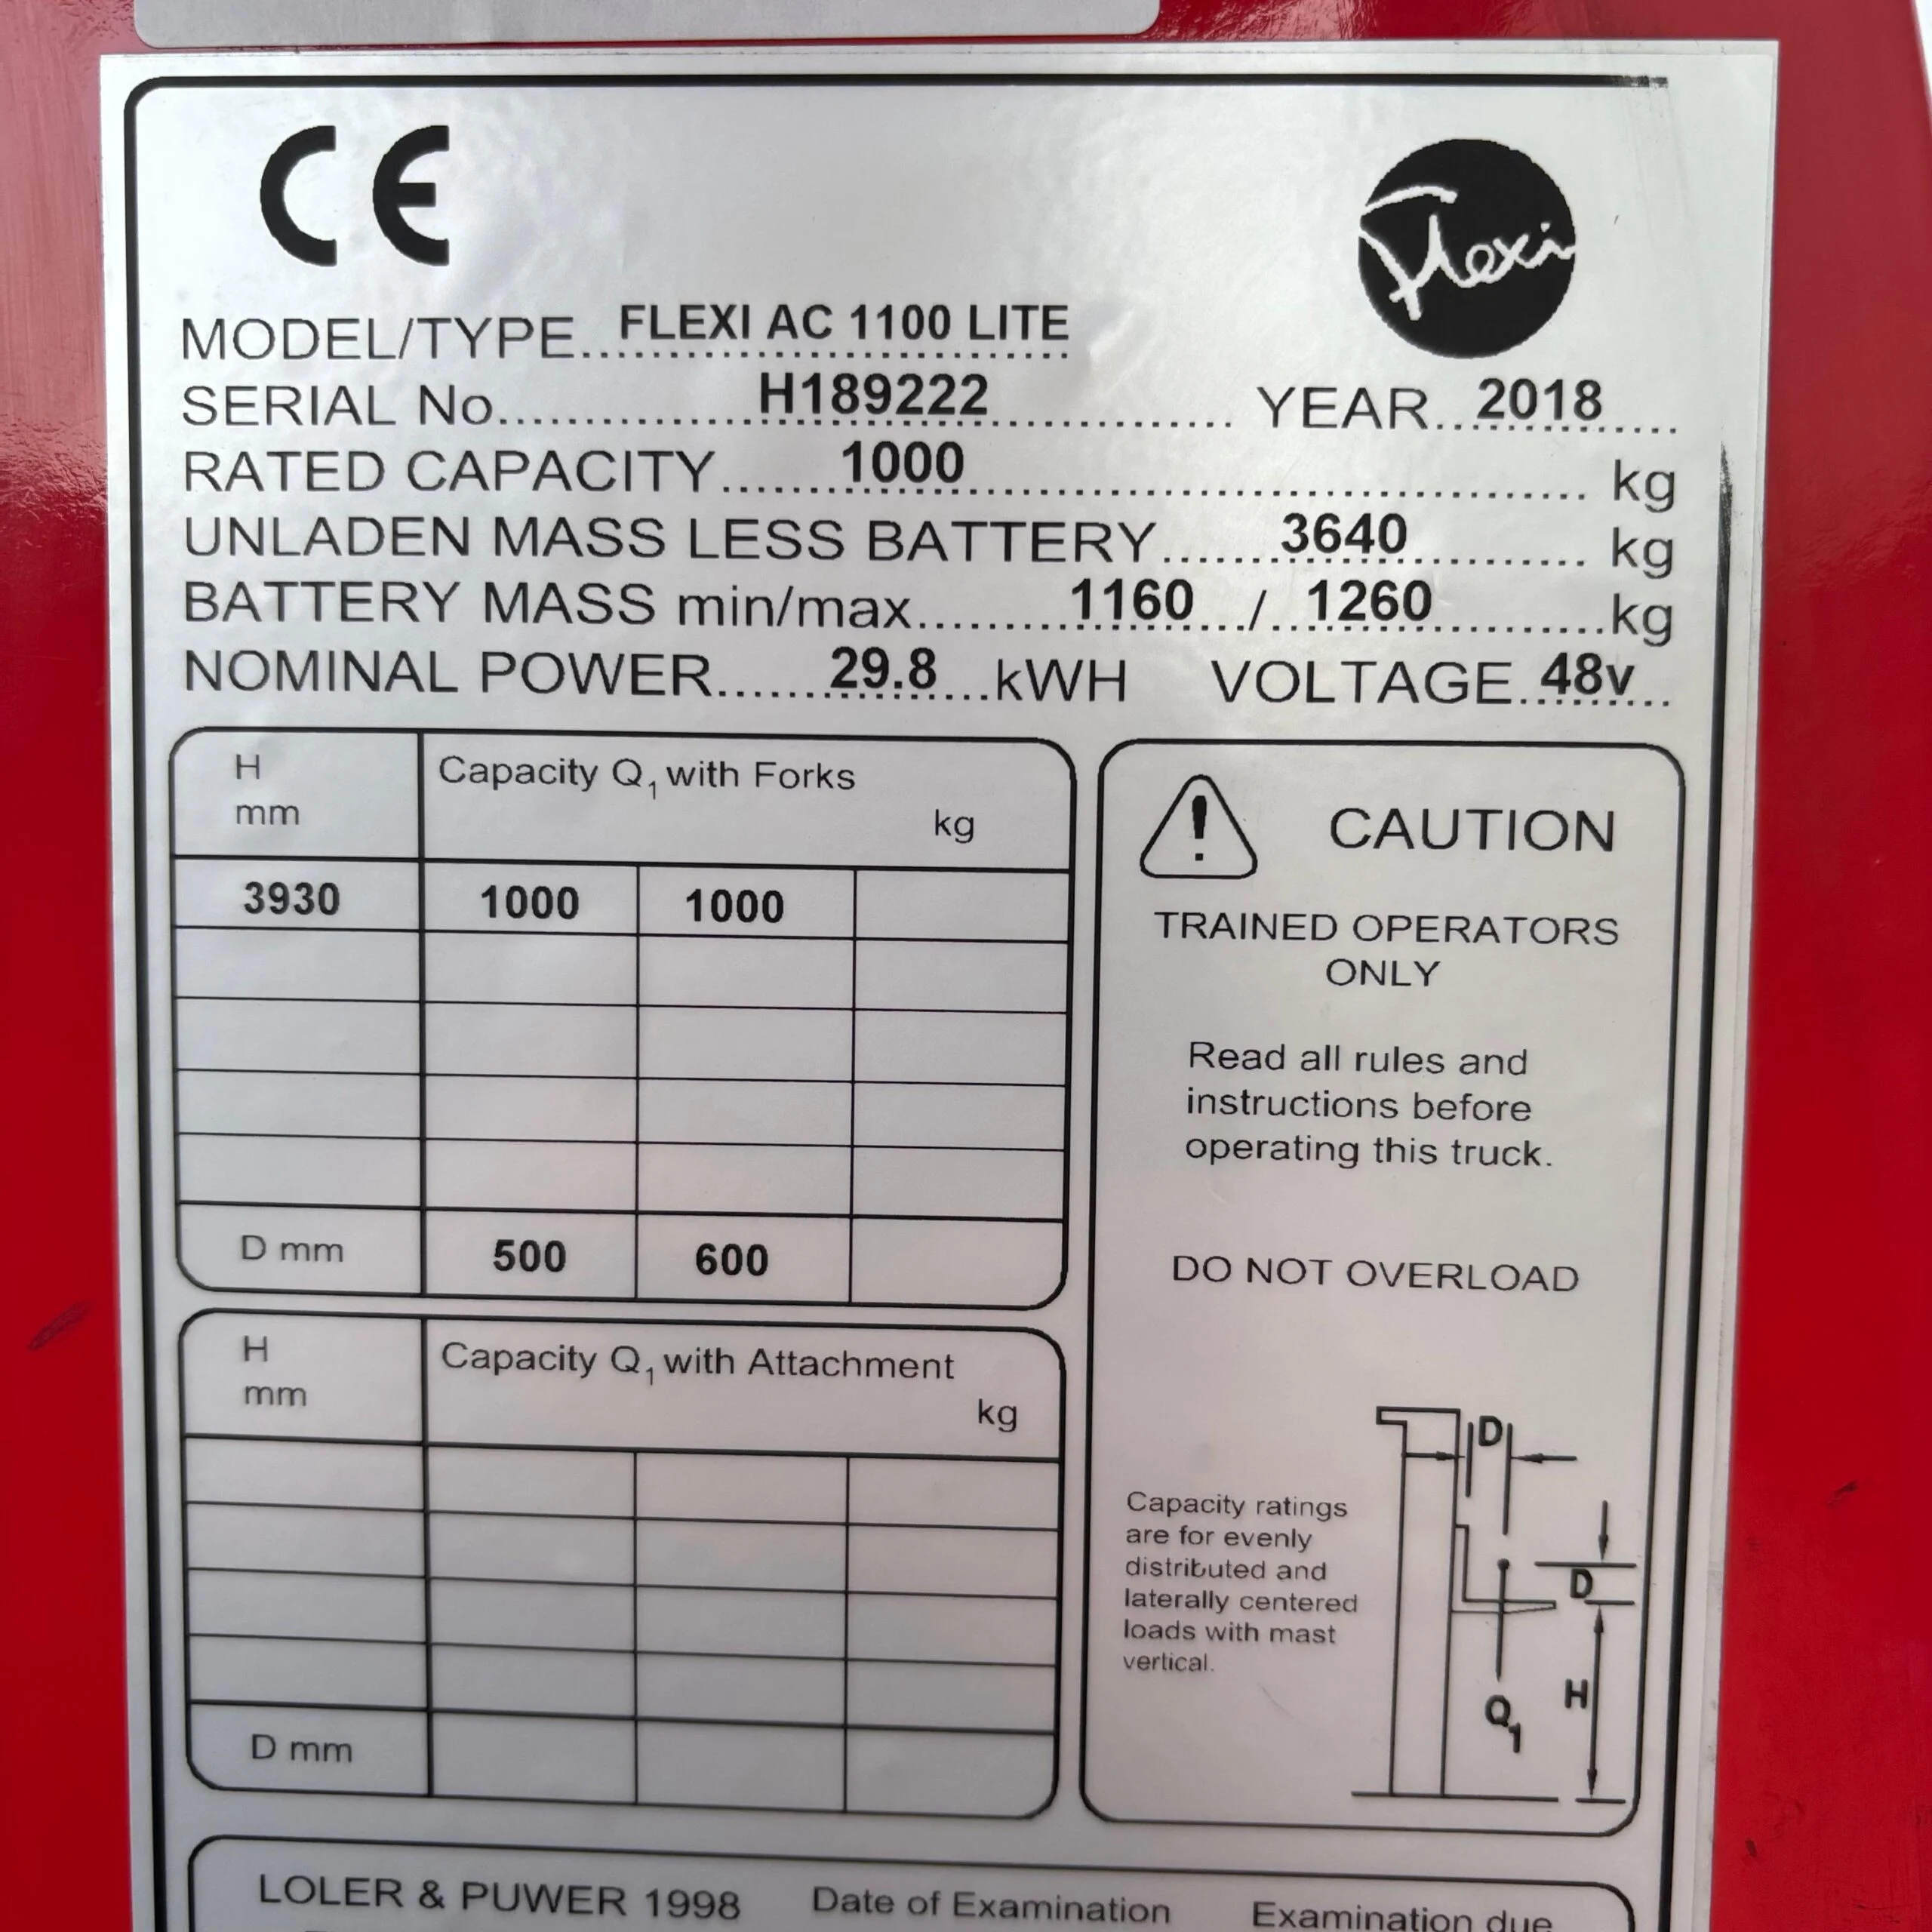 CE
Flexi
MODEL/TYPE..FLEXI AC 1100 LITE
SERIAL No...............H189222............... YEAR..2018.....
RATED CAPACITY.......1000....................................... kg
UNLADEN MASS LESS BATTERY.......3640........... kg
BATTERY MASS min/max.........1160../..1260...........kg
NOMINAL POWER.......29.8...kWH VOLTAGE.48v...
H
mm
Capacity Q1 with Forks
kg
3930 1000 1000
D mm 500 600
H
mm
Capacity Q1 with Attachment
kg
D mm
! CAUTION
TRAINED OPERATORS
ONLY
Read all rules and
instructions before
operating this truck.
DO NOT OVERLOAD
Capacity ratings
are for evenly
distributed and
laterally centered
loads with mast
vertical.
D
D
H
Q1
LOLER & PUWER 1998 Date of Examination Examination due